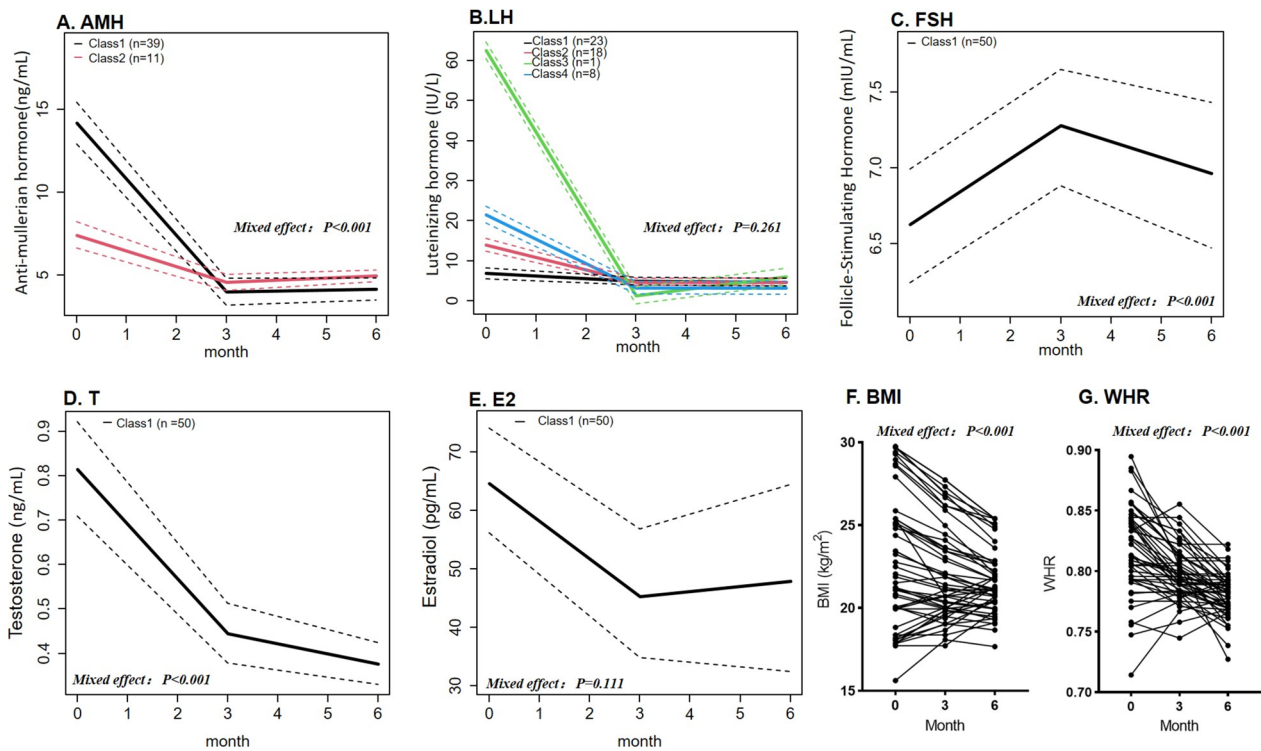 A. AMH
Class1 (n=39)
Class2 (n=11)
Anti-mullerian hormone(ng/mL)
15
10
5
Mixed effect： P<0.001
0 1 2 3 4 5 6
month
B.LH
Class1 (n=23)
Class2 (n=18)
Class3 (n=1)
Class4 (n=8)
Luteinizing hormone (IU/L)
60
50
40
30
20
10
0
Mixed effect： P=0.261
0 1 2 3 4 5 6
month
C. FSH
Class1 (n=50)
Follicle-Stimulating Hormone (mIU/mL)
7.5
7.0
6.5
Mixed effect： P<0.001
0 1 2 3 4 5 6
month
D. T
Class1 (n =50)
Testosterone (ng/mL)
0.9
0.8
0.7
0.6
0.5
0.4
Mixed effect： P<0.001
0 1 2 3 4 5 6
month
E. E2
Class1 (n=50)
Estradiol (pg/mL)
70
60
50
40
30
Mixed effect： P=0.111
0 1 2 3 4 5 6
month
F. BMI
Mixed effect： P<0.001
BMI (kg/m²)
30
25
20
15
0 3 6
Month
G. WHR
Mixed effect： P<0.001
WHR
0.90
0.85
0.80
0.75
0.70
0 3 6
Month